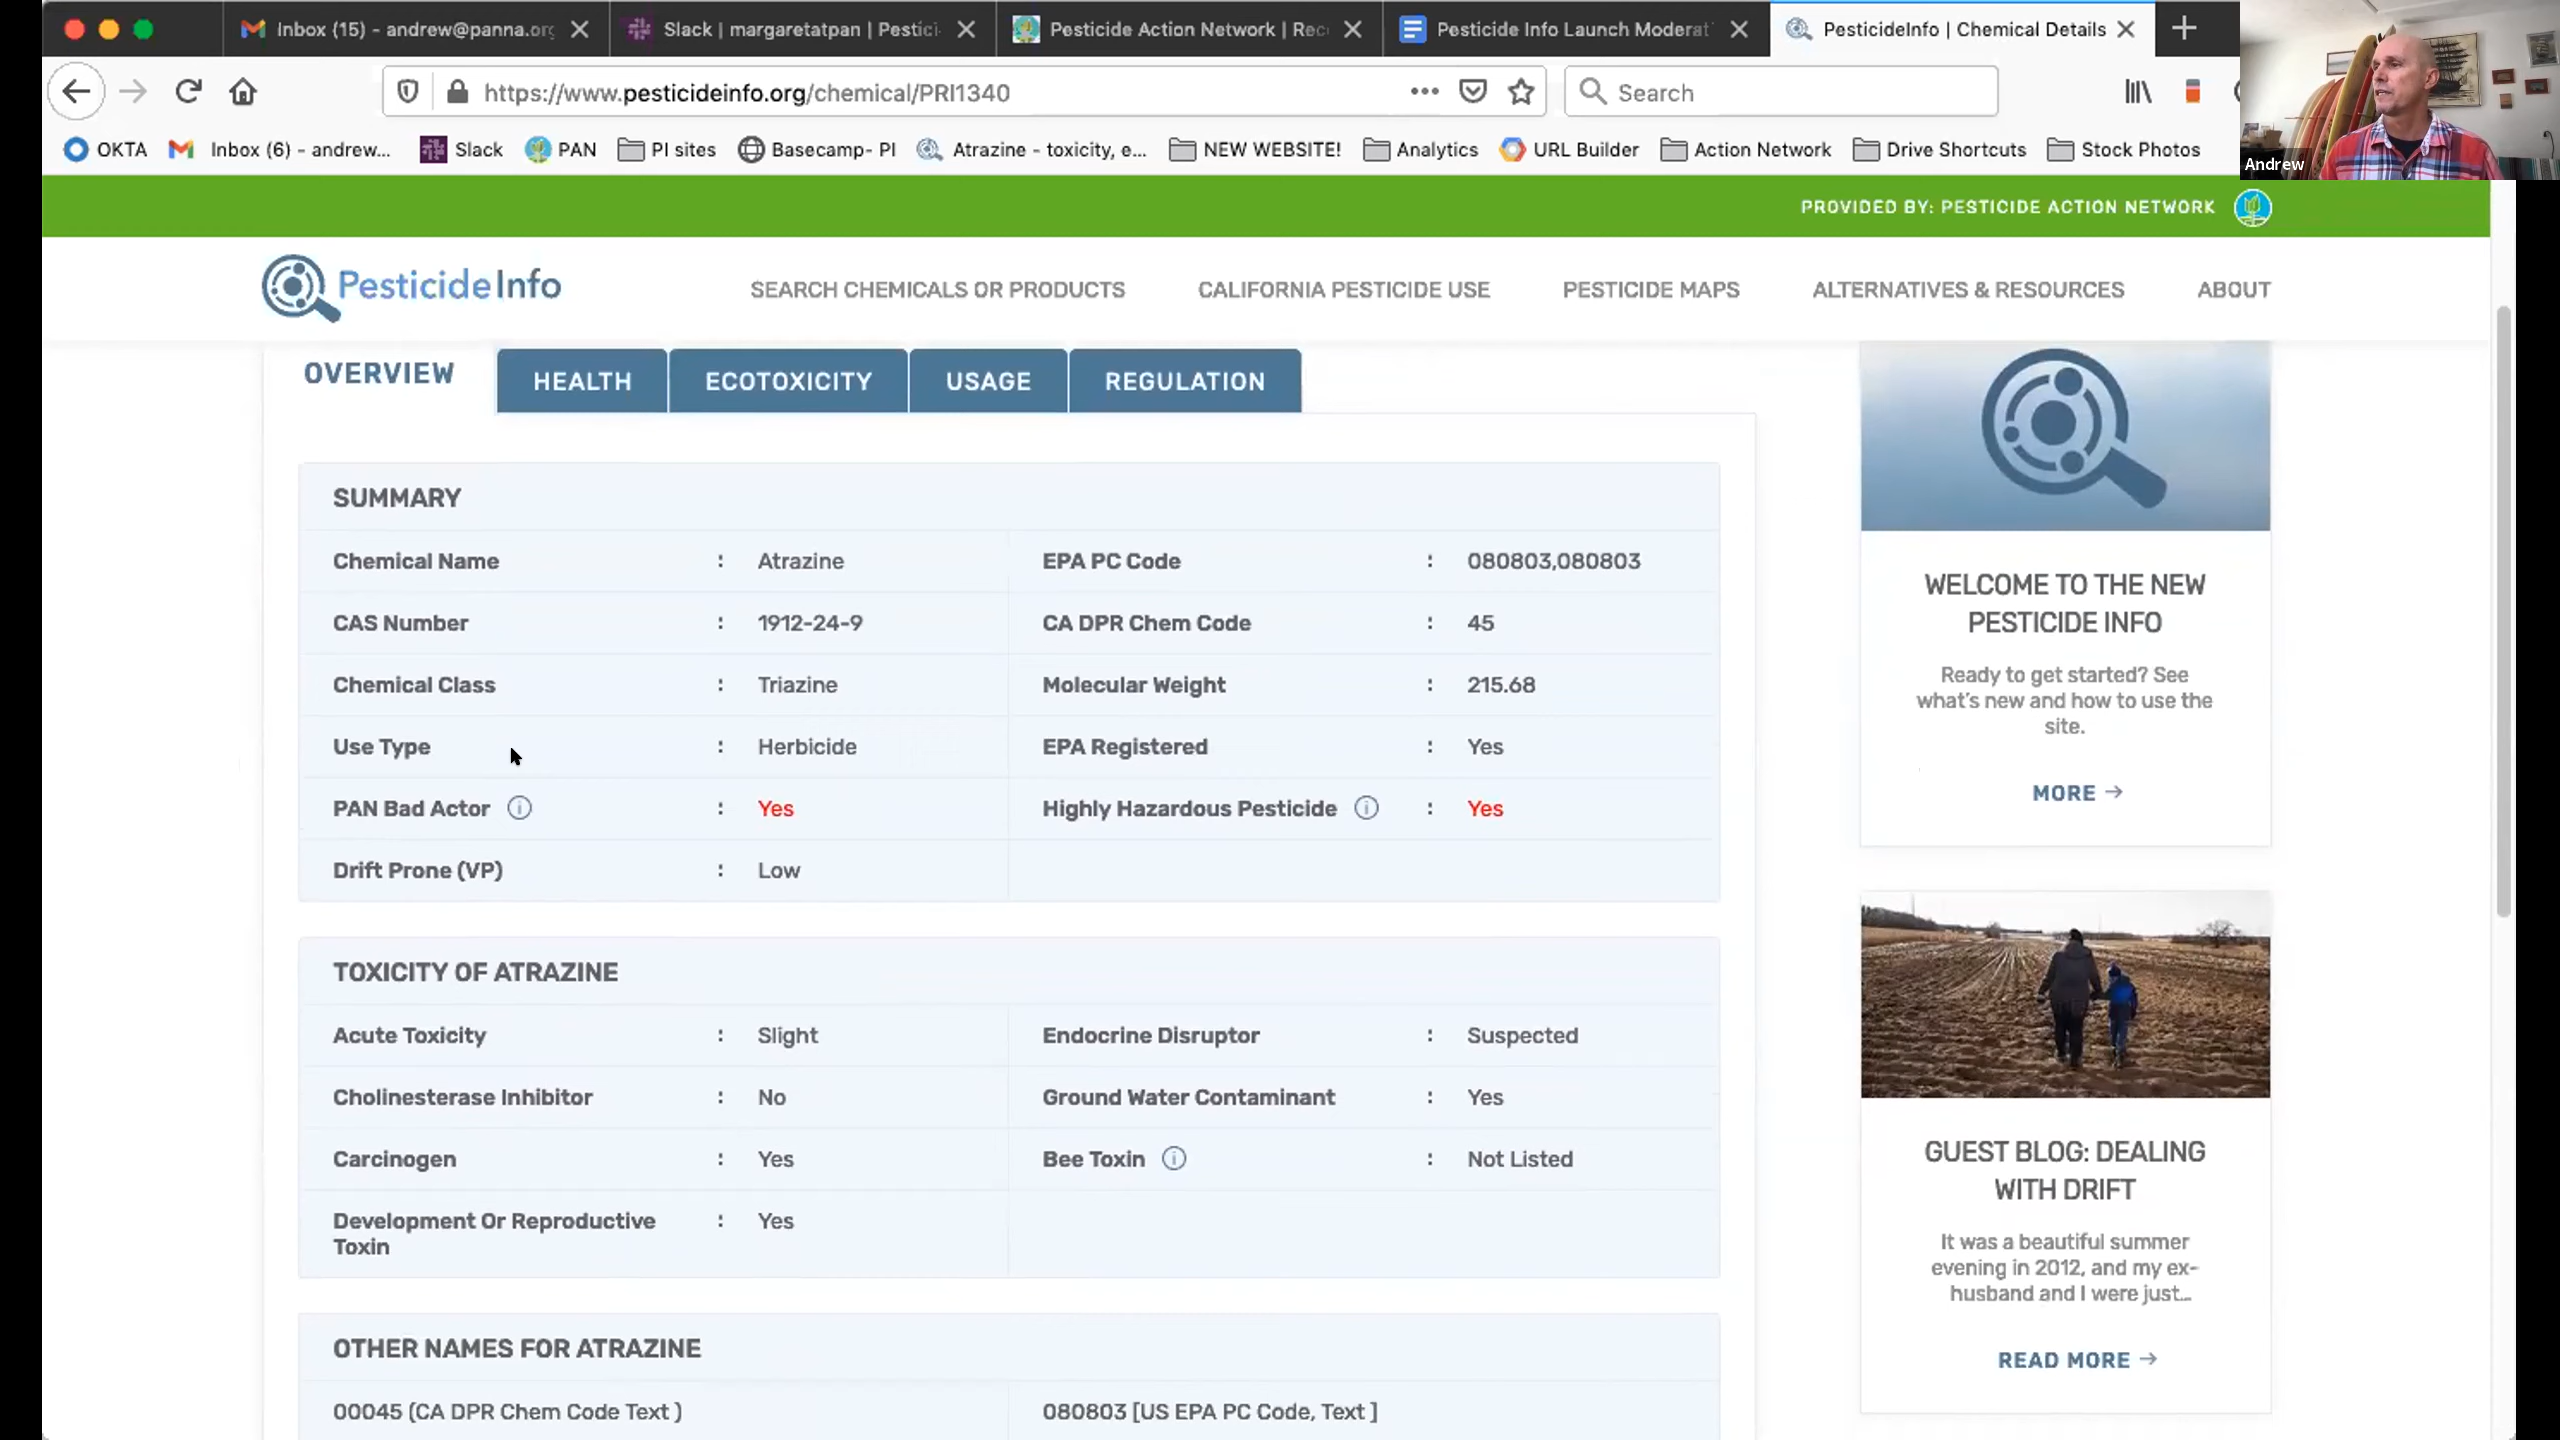 Inbox (15) - andrew@panna.org
Slack | margaretatpan | Pestici
Pesticide Action Network | Rec
Pesticide Info Launch Moderat
PesticideInfo | Chemical Details
https://www.pesticideinfo.org/chemical/PRI1340
Search
OKTA
Inbox (6) - andrew...
Slack
PAN
PI sites
Basecamp- PI
Atrazine - toxicity, e...
NEW WEBSITE!
Analytics
URL Builder
Action Network
Drive Shortcuts
Stock Photos
Andrew
PROVIDED BY: PESTICIDE ACTION NETWORK
PesticideInfo
SEARCH CHEMICALS OR PRODUCTS
CALIFORNIA PESTICIDE USE
PESTICIDE MAPS
ALTERNATIVES & RESOURCES
ABOUT
OVERVIEW
HEALTH
ECOTOXICITY
USAGE
REGULATION
SUMMARY
Chemical Name : Atrazine EPA PC Code : 080803,080803
CAS Number : 1912-24-9 CA DPR Chem Code : 45
Chemical Class : Triazine Molecular Weight : 215.68
Use Type : Herbicide EPA Registered : Yes
PAN Bad Actor : Yes Highly Hazardous Pesticide : Yes
Drift Prone (VP) : Low
TOXICITY OF ATRAZINE
Acute Toxicity : Slight Endocrine Disruptor : Suspected
Cholinesterase Inhibitor : No Ground Water Contaminant : Yes
Carcinogen : Yes Bee Toxin : Not Listed
Development Or Reproductive : Yes
Toxin
OTHER NAMES FOR ATRAZINE
00045 (CA DPR Chem Code Text ) 080803 [US EPA PC Code, Text ]
WELCOME TO THE NEW
PESTICIDE INFO
Ready to get started? See
what's new and how to use the
site.
MORE →
GUEST BLOG: DEALING
WITH DRIFT
It was a beautiful summer
evening in 2012, and my ex-
husband and I were just...
READ MORE →